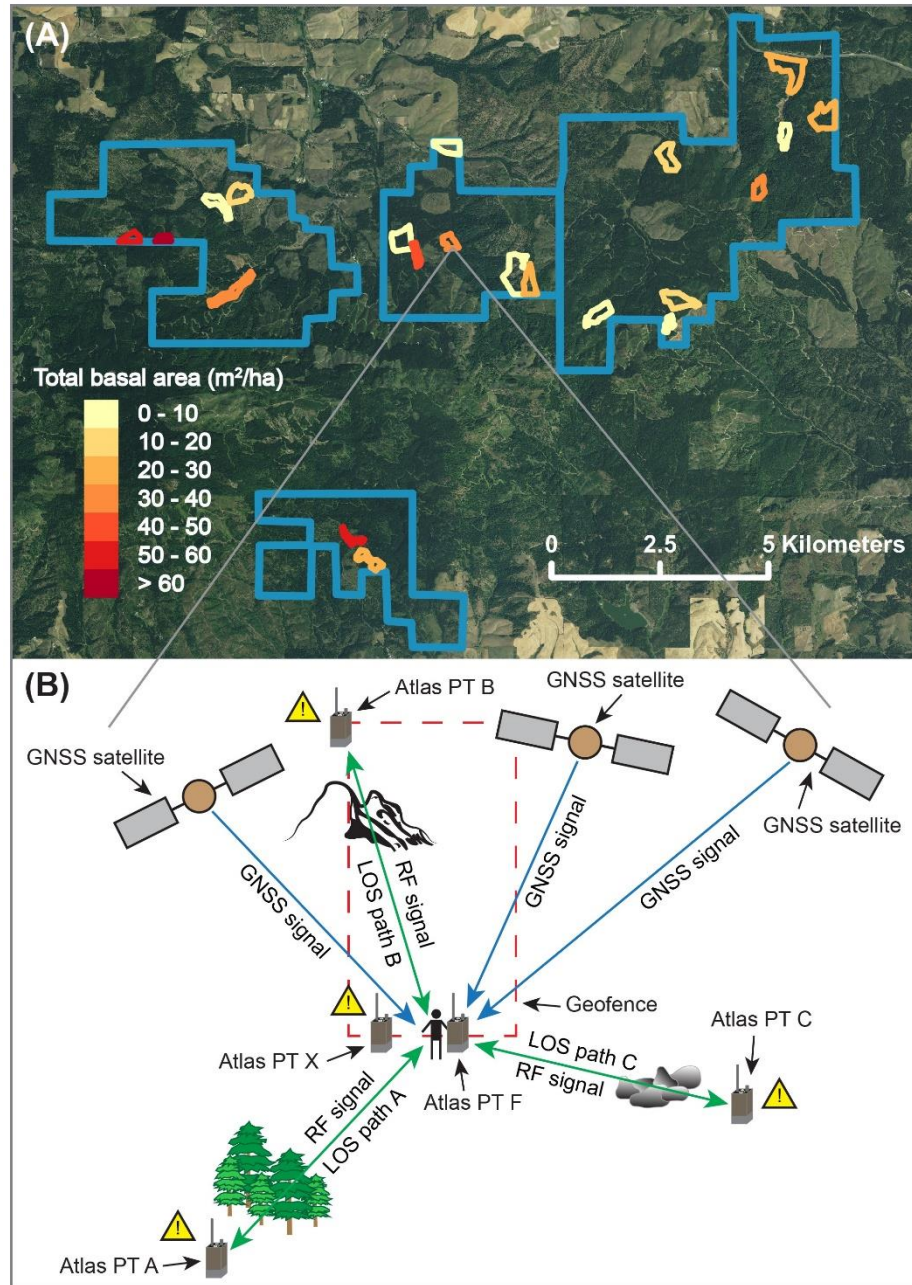 (A)
Total basal area (m²/ha)
0 - 10
10 - 20
20 - 30
30 - 40
40 - 50
50 - 60
> 60
0 2.5 5 Kilometers
(B)
Atlas PT B
GNSS satellite
GNSS satellite
GNSS satellite
GNSS signal
RF signal
LOS path B
GNSS signal
GNSS signal
Geofence
Atlas PT C
Atlas PT X
LOS path C
RF signal
Atlas PT F
RF signal
LOS path A
Atlas PT A
!
!
!
!